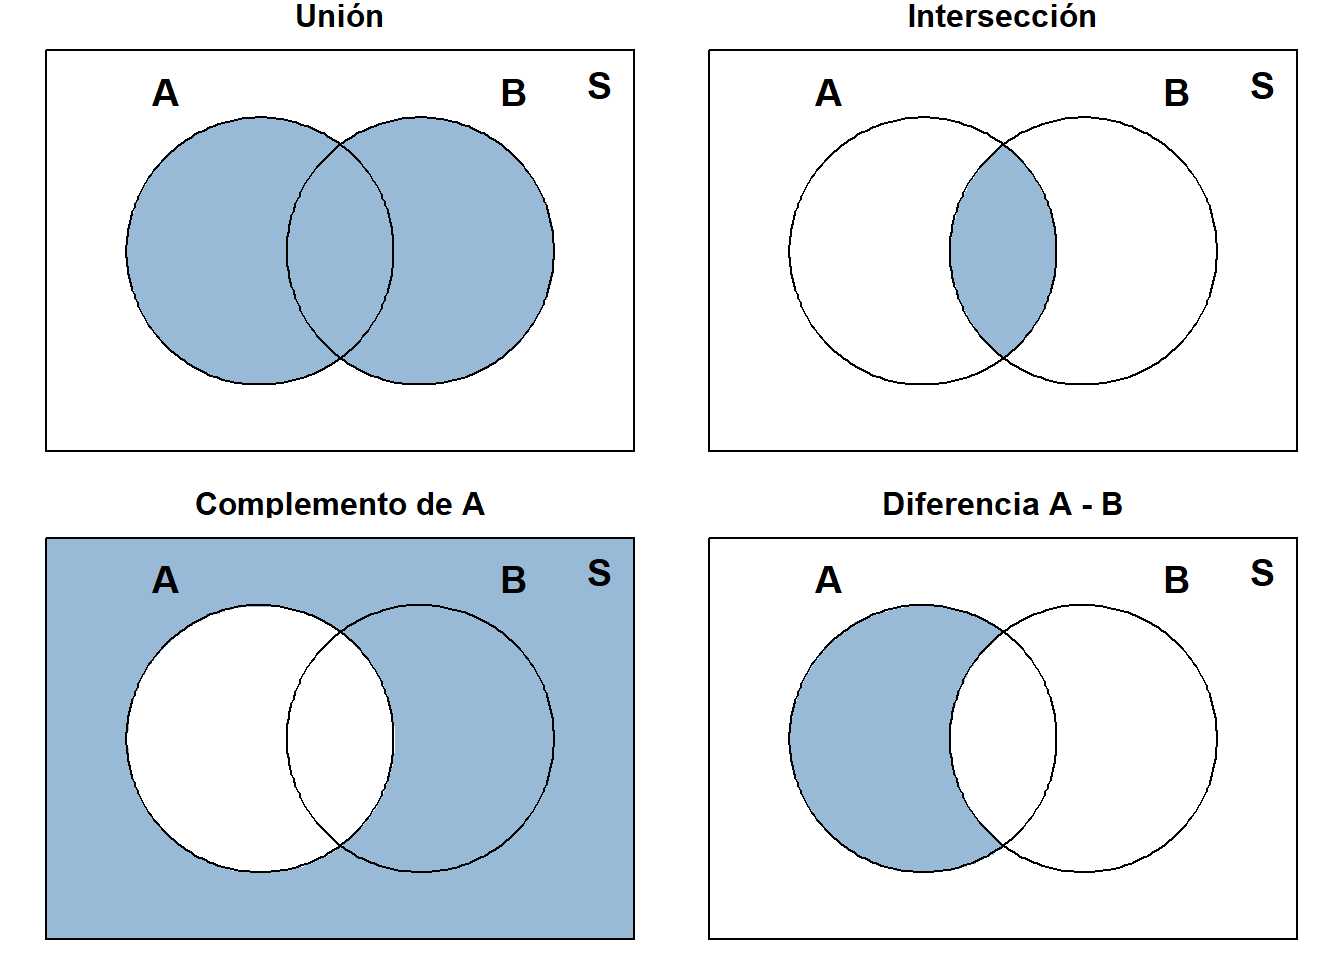 Unión
A B S
Intersección
A B S
Complemento de A
A B S
Diferencia A - B
A B S